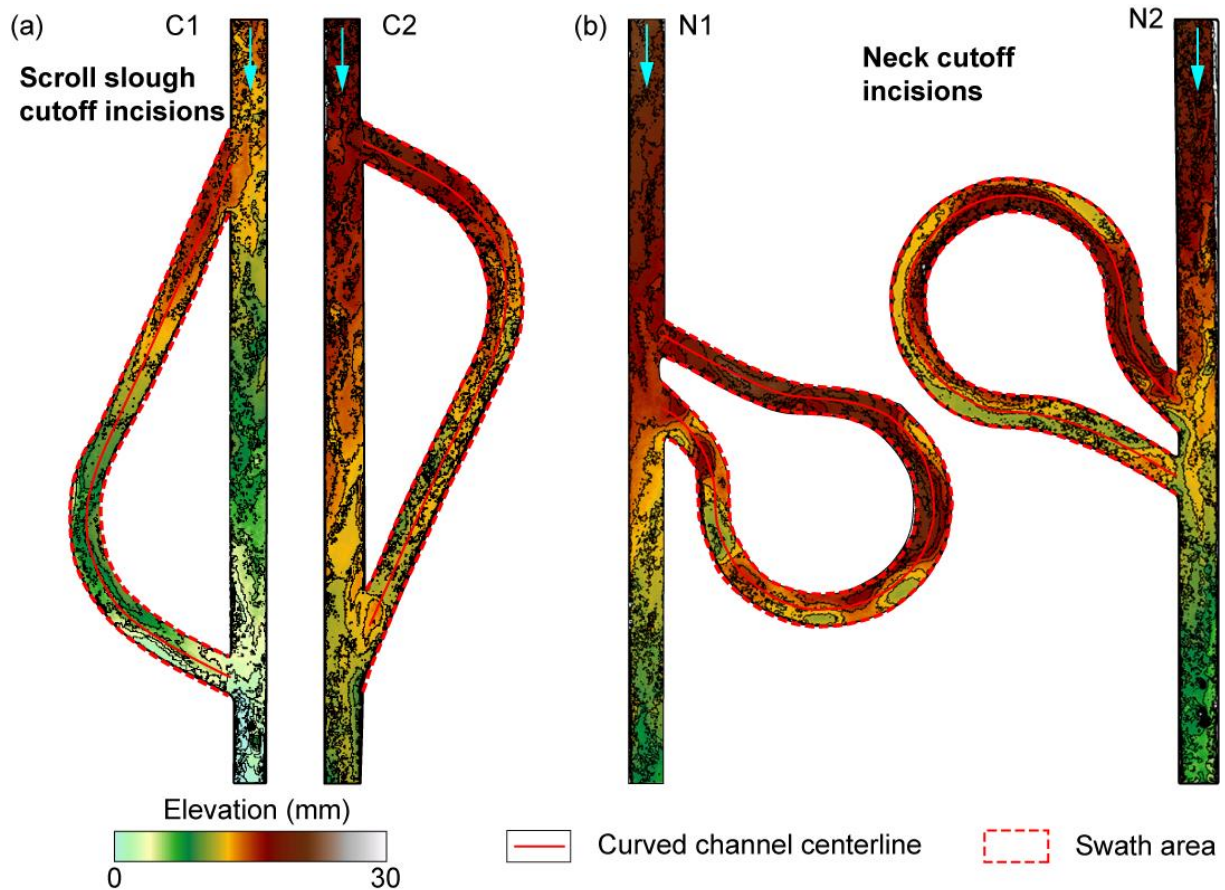 (a)
C1
C2
(b)
N1
N2
Scroll slough
cutoff incisions
Neck cutoff
incisions
Elevation (mm)
0
30
Curved channel centerline
Swath area